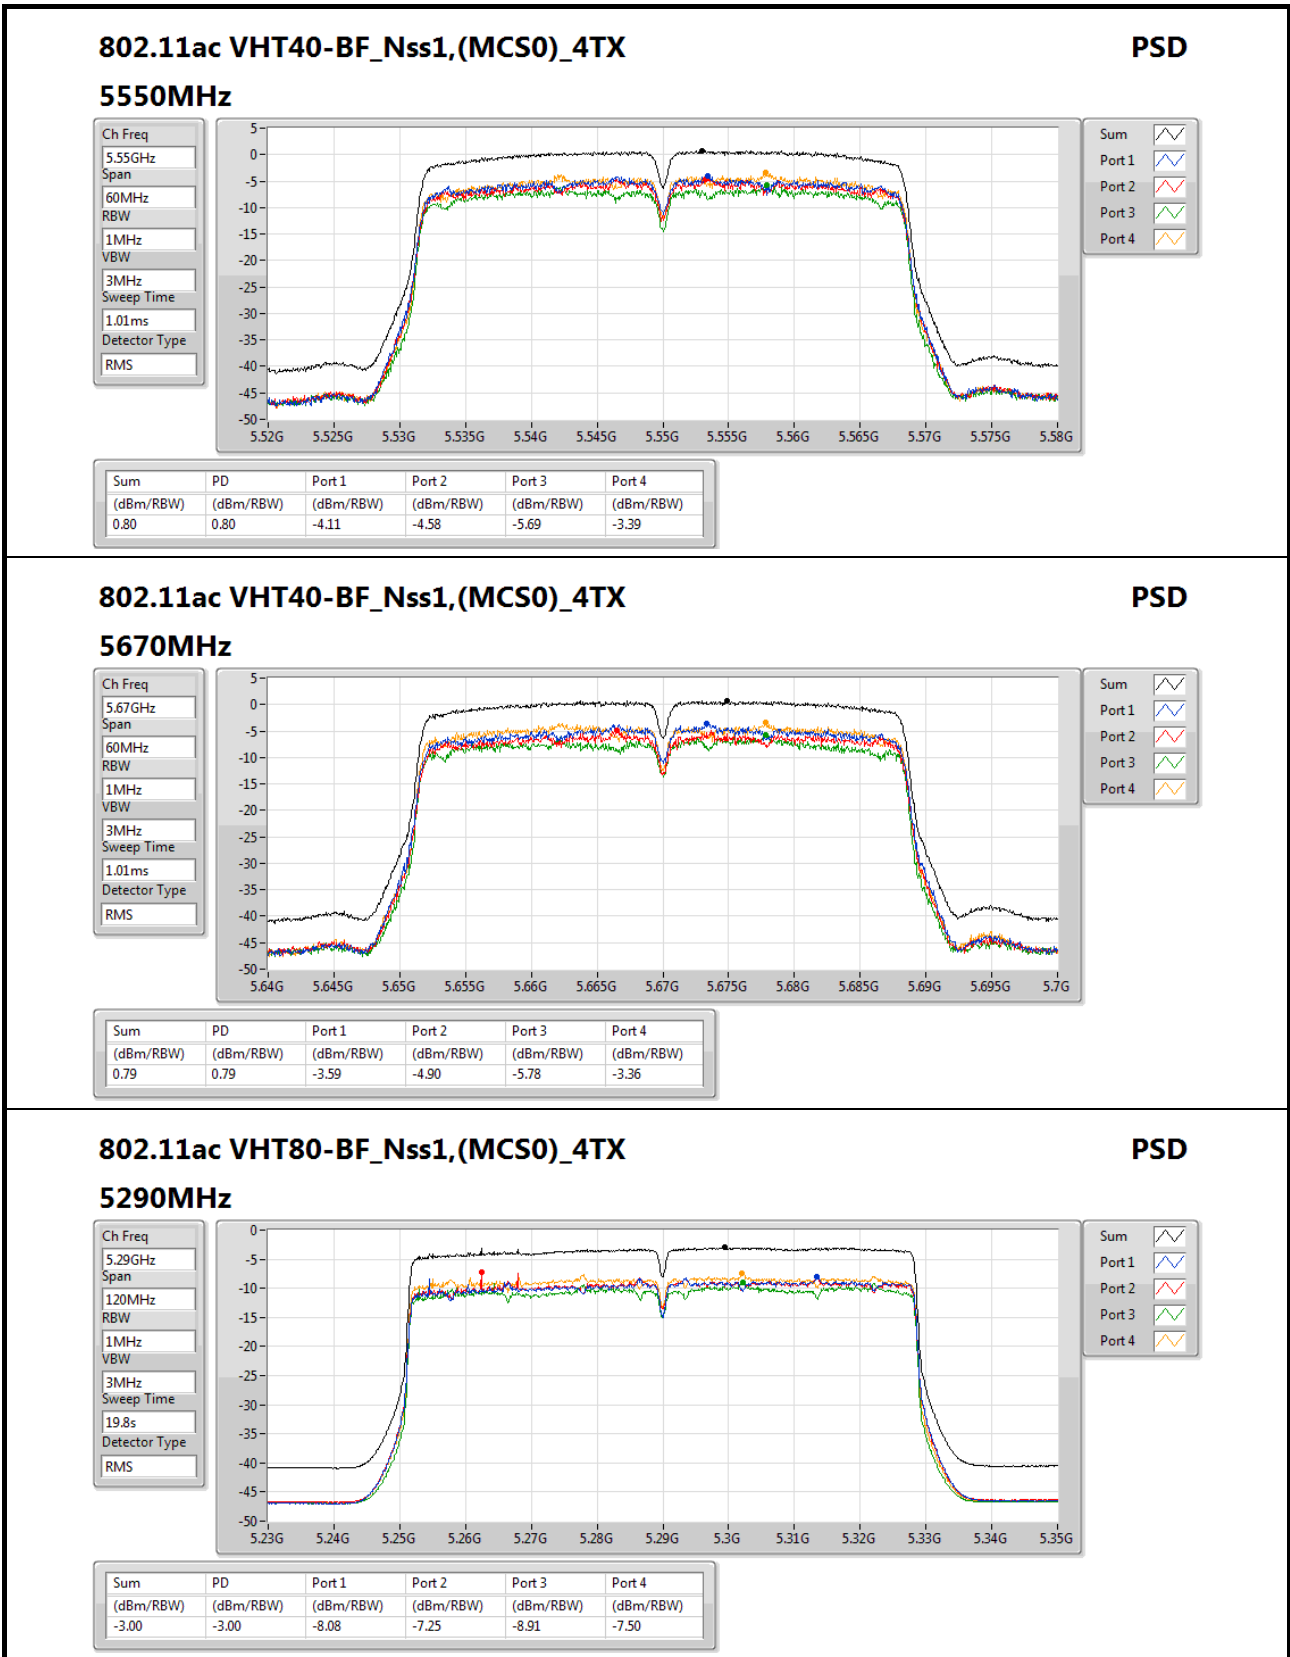 802.11ac VHT40-BF_Nss1,(MCS0)_4TX PSD
5550MHz
Ch Freq
5.55GHz
Span
60MHz
RBW
1MHz
VBW
3MHz
Sweep Time
1.01ms
Detector Type
RMS
5
0
-5
-10
-15
-20
-25
-30
-35
-40
-45
-50
5.52G 5.525G 5.53G 5.535G 5.54G 5.545G 5.55G 5.555G 5.56G 5.565G 5.57G 5.575G 5.58G
Sum
Port 1
Port 2
Port 3
Port 4
Sum PD Port 1 Port 2 Port 3 Port 4
(dBm/RBW) (dBm/RBW) (dBm/RBW) (dBm/RBW) (dBm/RBW) (dBm/RBW)
0.80 0.80 -4.11 -4.58 -5.69 -3.39
802.11ac VHT40-BF_Nss1,(MCS0)_4TX PSD
5670MHz
Ch Freq
5.67GHz
Span
60MHz
RBW
1MHz
VBW
3MHz
Sweep Time
1.01ms
Detector Type
RMS
5
0
-5
-10
-15
-20
-25
-30
-35
-40
-45
-50
5.64G 5.645G 5.65G 5.655G 5.66G 5.665G 5.67G 5.675G 5.68G 5.685G 5.69G 5.695G 5.7G
Sum
Port 1
Port 2
Port 3
Port 4
Sum PD Port 1 Port 2 Port 3 Port 4
(dBm/RBW) (dBm/RBW) (dBm/RBW) (dBm/RBW) (dBm/RBW) (dBm/RBW)
0.79 0.79 -3.59 -4.90 -5.78 -3.36
802.11ac VHT80-BF_Nss1,(MCS0)_4TX PSD
5290MHz
Ch Freq
5.29GHz
Span
120MHz
RBW
1MHz
VBW
3MHz
Sweep Time
19.8s
Detector Type
RMS
0
-5
-10
-15
-20
-25
-30
-35
-40
-45
-50
5.23G 5.24G 5.25G 5.26G 5.27G 5.28G 5.29G 5.3G 5.31G 5.32G 5.33G 5.34G 5.35G
Sum
Port 1
Port 2
Port 3
Port 4
Sum PD Port 1 Port 2 Port 3 Port 4
(dBm/RBW) (dBm/RBW) (dBm/RBW) (dBm/RBW) (dBm/RBW) (dBm/RBW)
-3.00 -3.00 -8.08 -7.25 -8.91 -7.50